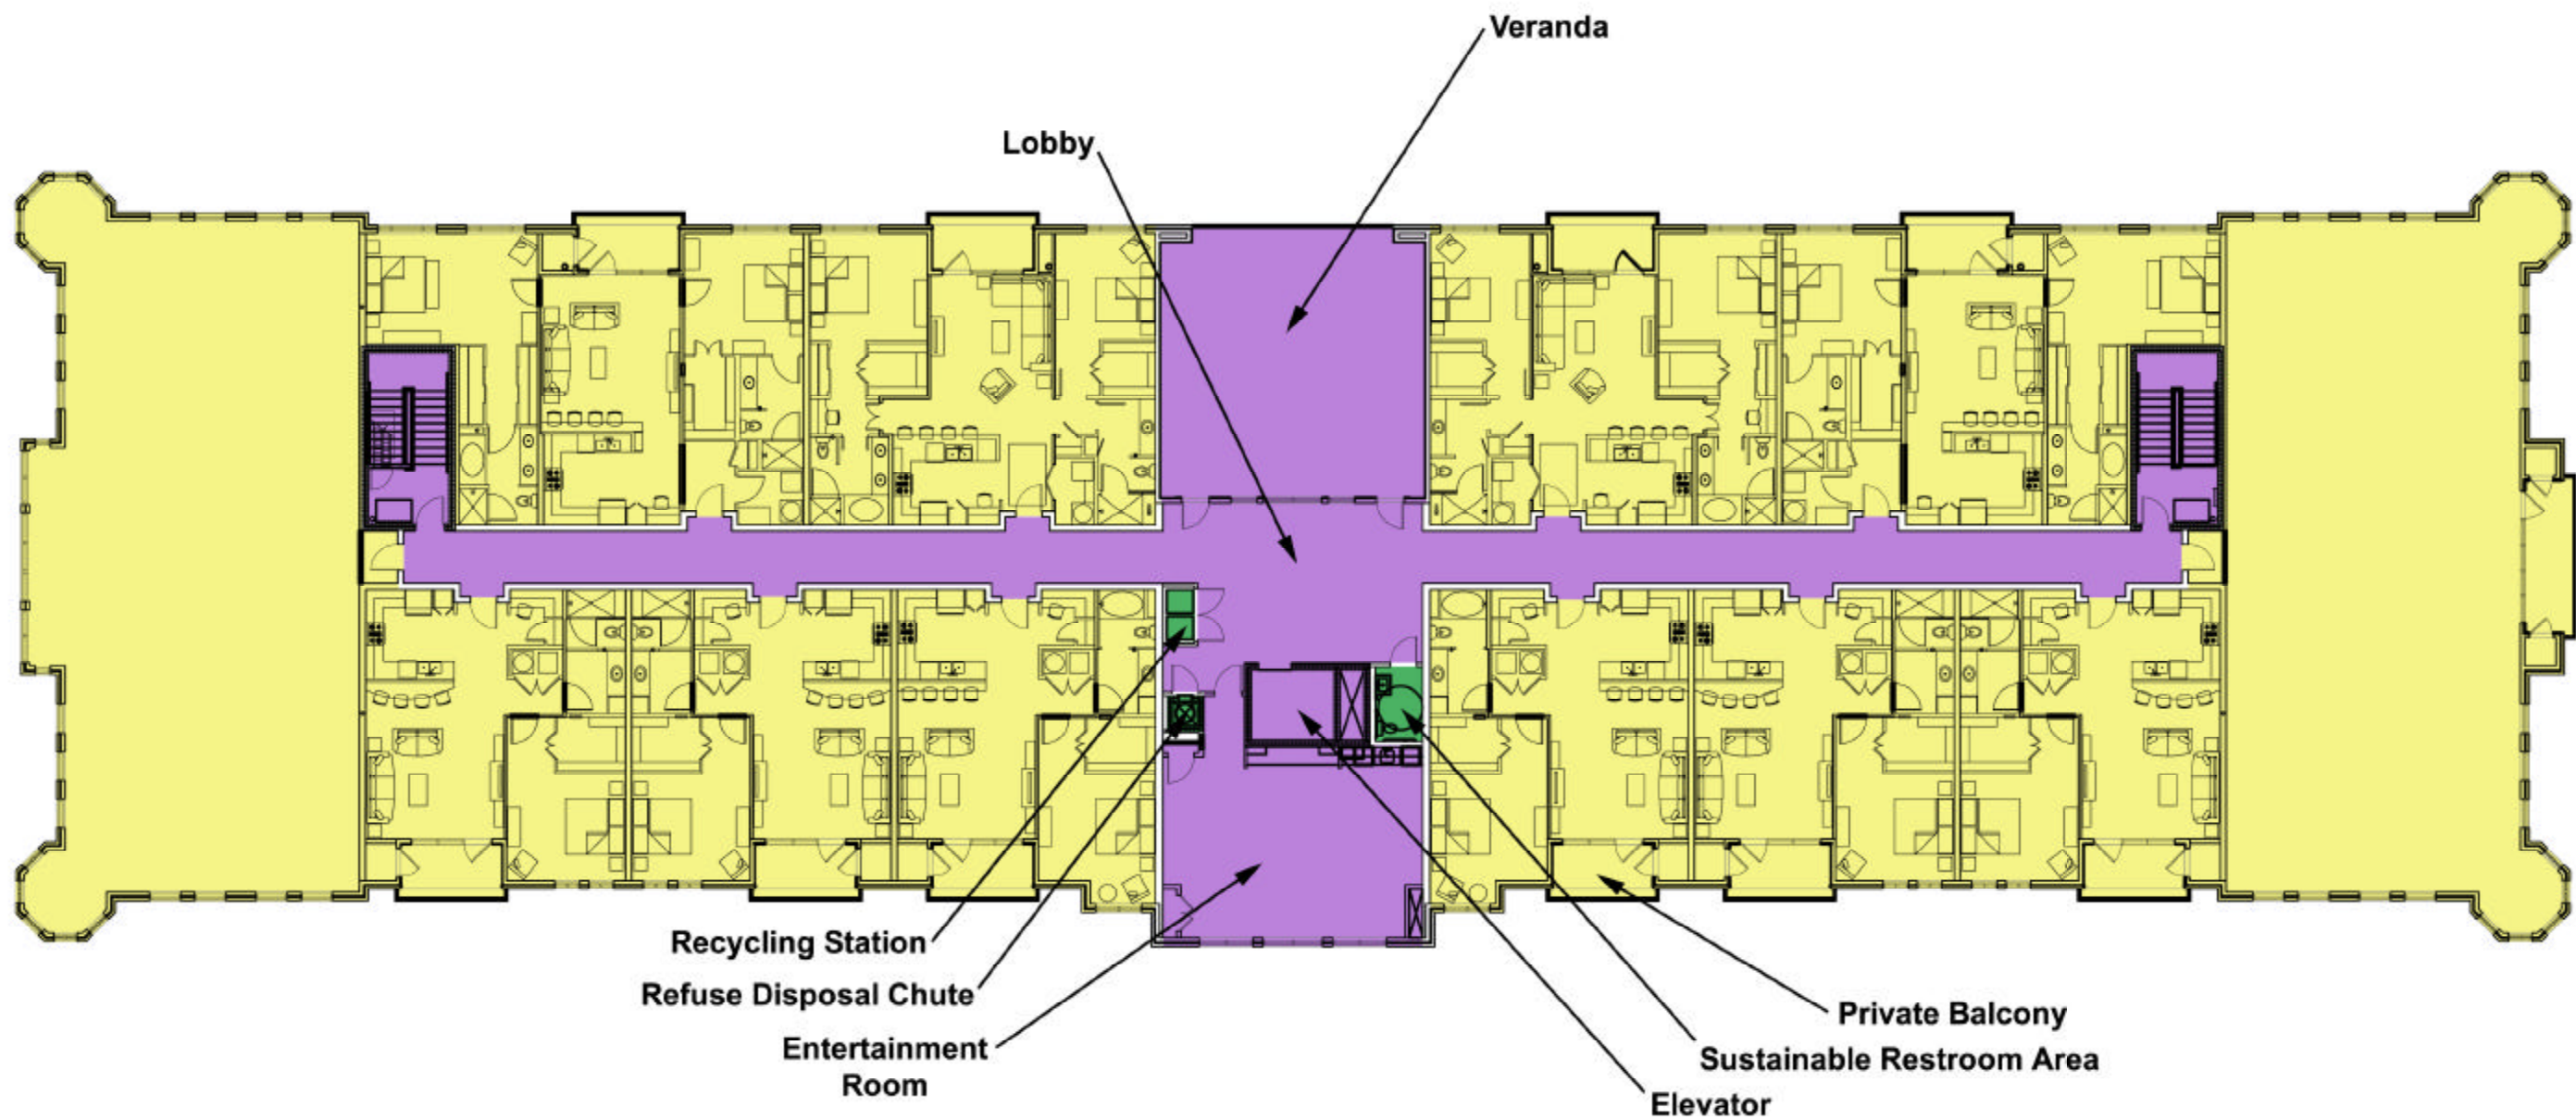 Veranda
Lobby
Recycling Station
Refuse Disposal Chute
Entertainment
Room
Private Balcony
Sustainable Restroom Area
Elevator